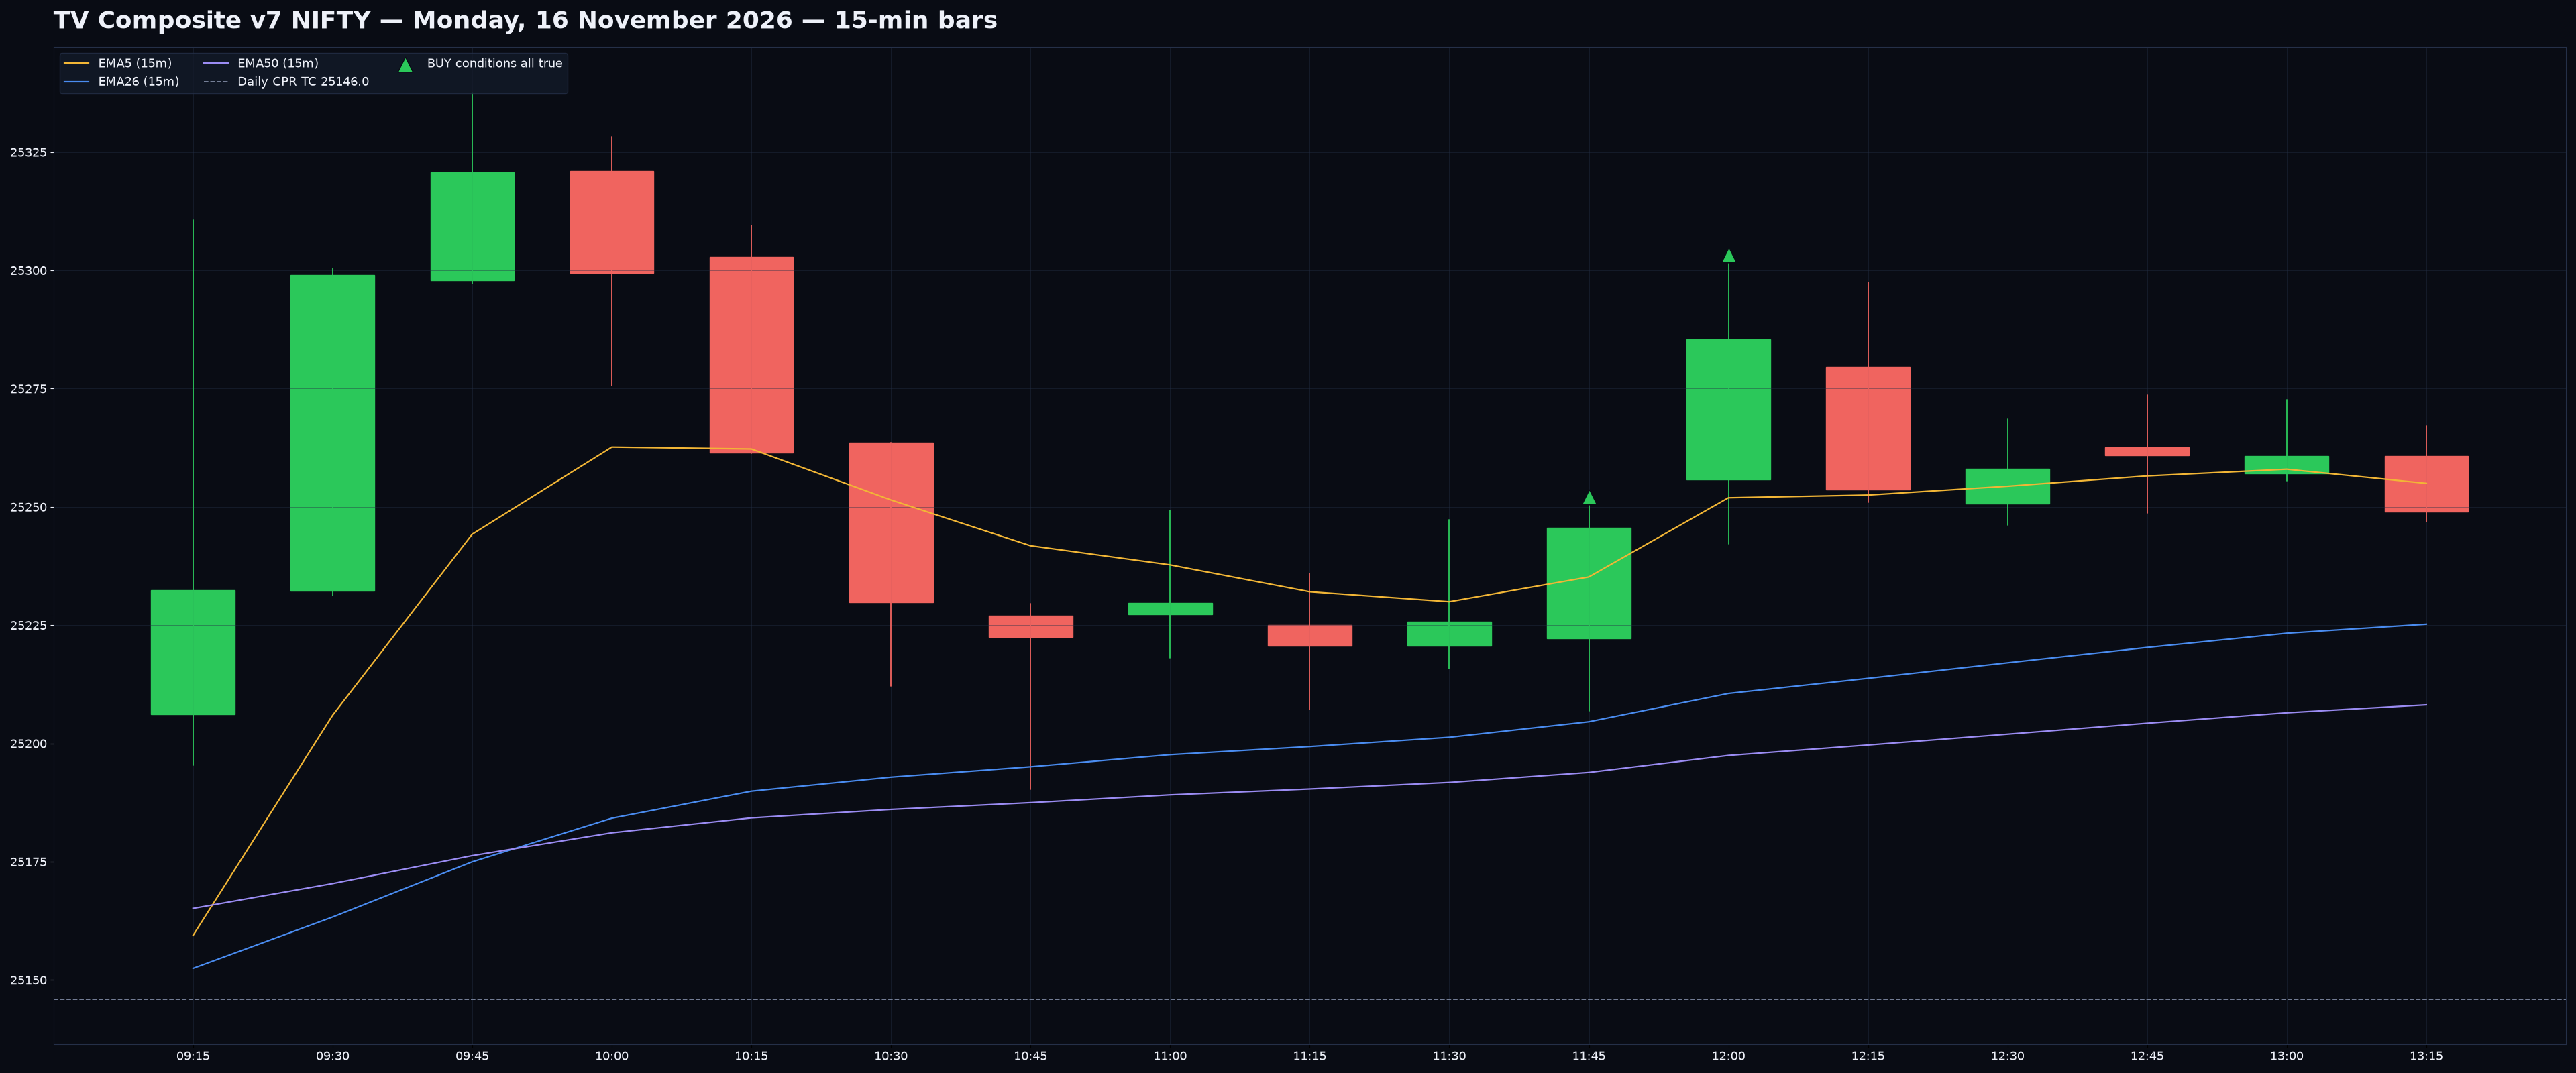 TV Composite v7 NIFTY — Monday, 16 November 2026 — 15-min bars
EMA5 (15m)
EMA26 (15m)
EMA50 (15m)
Daily CPR TC 25146.0
BUY conditions all true
25325
25300
25275
25250
25225
25200
25175
25150
09:15 09:30 09:45 10:00 10:15 10:30 10:45 11:00 11:15 11:30 11:45 12:00 12:15 12:30 12:45 13:00 13:15